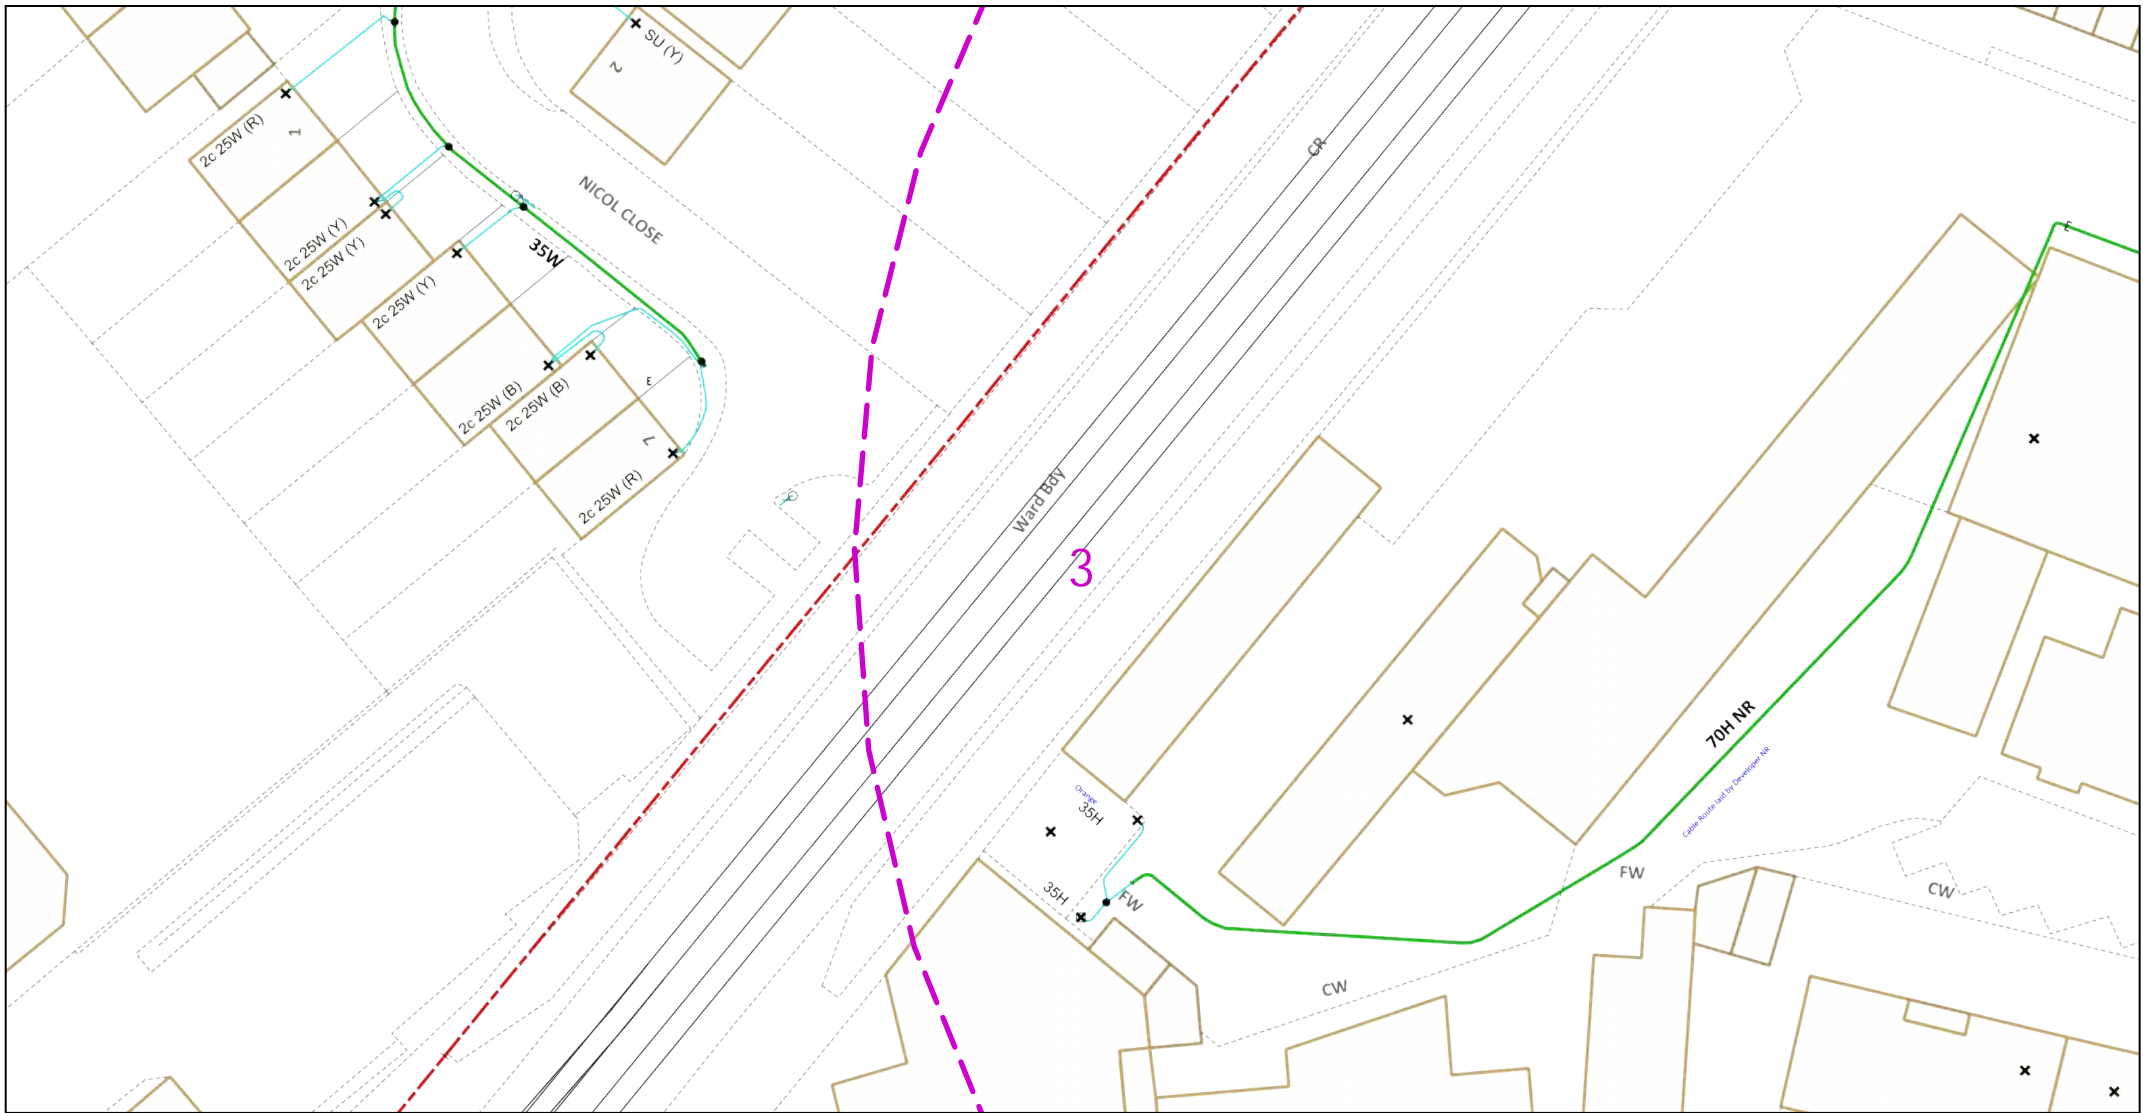 SU (Y)
2
2c 25W (R)
1
CR
NICOL CLOSE
2c 25W (Y)
2c 25W (Y)
35W
E
2c 25W (Y)
E
2c 25W (B)
2c 25W (B)
7
2c 25W (R)
Ward Bdy
3
70H NR
Cable Route laid by Developer NR
Orange
35H
35H
FW
FW
CW
CW